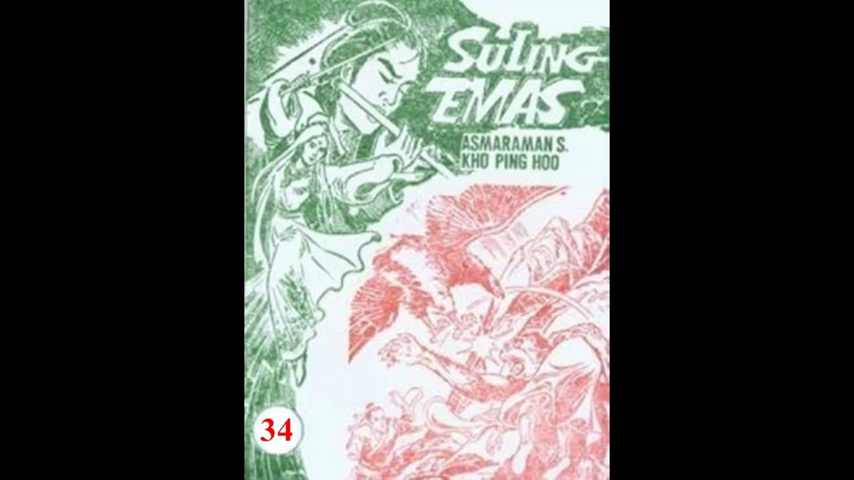 SULING
EMAS
ASMARAMAN S.
KHO PING HOO
34